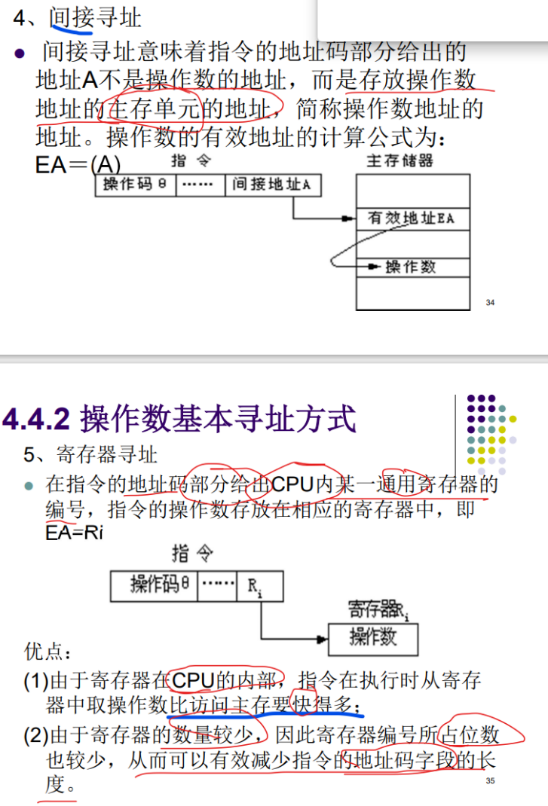 4、间接寻址
● 间接寻址意味着指令的地址码部分给出的
地址A不是操作数的地址，而是存放操作数
地址的主存单元的地址，简称操作数地址的
地址。操作数的有效地址的计算公式为：
EA＝(A)
指 令
主存储器
操作码θ …… 间接地址A
有效地址EA
操作数
34
4.4.2 操作数基本寻址方式
5、寄存器寻址
● 在指令的地址码部分给出CPU内某一通用寄存器的
编号，指令的操作数存放在相应的寄存器中，即
EA=Ri
指 令
操作码θ …… Ri
寄存器Ri
操作数
优点：
(1)由于寄存器在CPU的内部，指令在执行时从寄存
器中取操作数比访问主存要快得多；
(2)由于寄存器的数量较少，因此寄存器编号所占位数
也较少，从而可以有效减少指令的地址码字段的长
度。
35